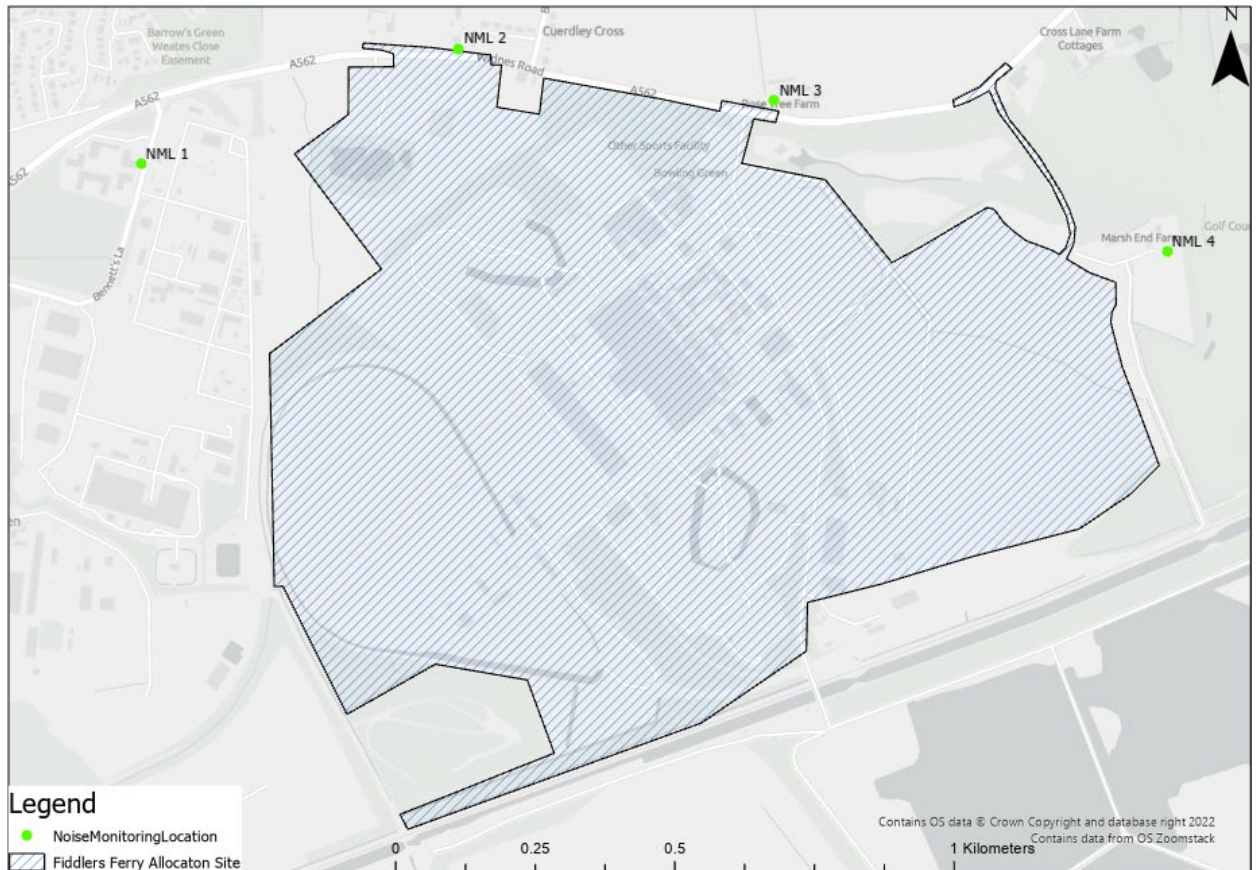 N
Barrow's Green
Weates Close
Easement
NML 2
Cuerdley Cross
Widnes Road
Cross Lane Farm
Cottages
A562
A562
A562
A562
NML 3
Rose Tree Farm
NML 1
Other Sports Facility
Bowling Green
Marsh End Farm
Golf Cou
NML 4
Bennett's La
en
Legend
NoiseMonitoringLocation
Fiddlers Ferry Allocaton Site
Contains OS data © Crown Copyright and database right 2022
Contains data from OS Zoomstack
0 0.25 0.5 1 Kilometers